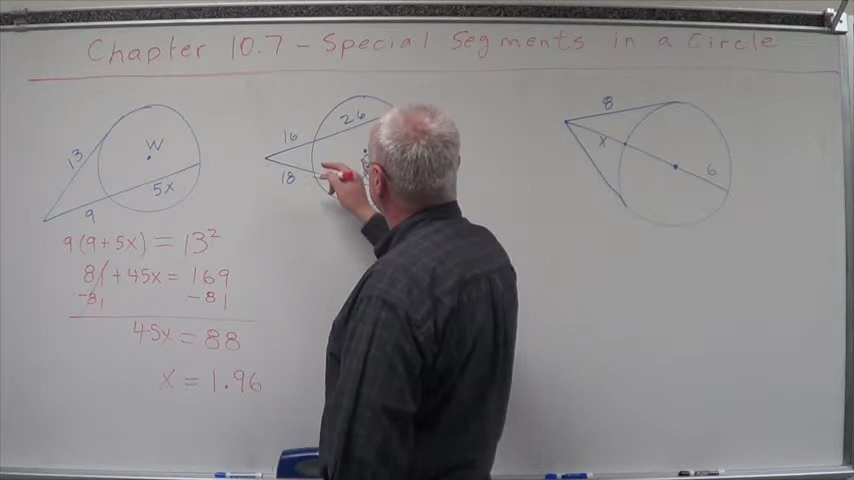 Chapter 10.7 - Special Segments in a Circle
13
W
5x
9
9(9+5x) = 13²
81 + 45x = 169
-81 -81
45x = 88
x = 1.96
16
26
18
8
x
6